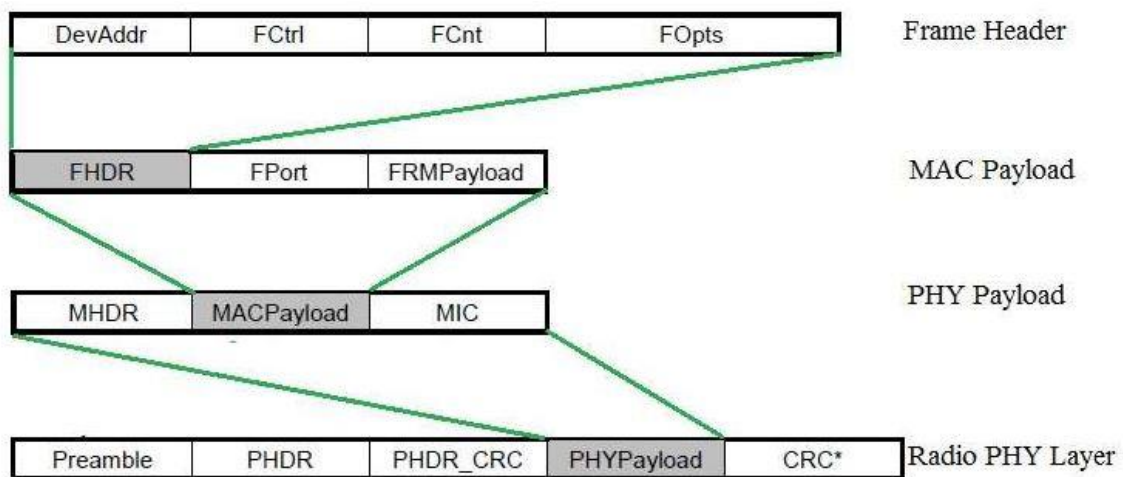 DevAddr FCtrl FCnt FOpts Frame Header
FHDR FPort FRMPayload MAC Payload
MHDR MACPayload MIC PHY Payload
Preamble PHDR PHDR_CRC PHYPayload CRC* Radio PHY Layer